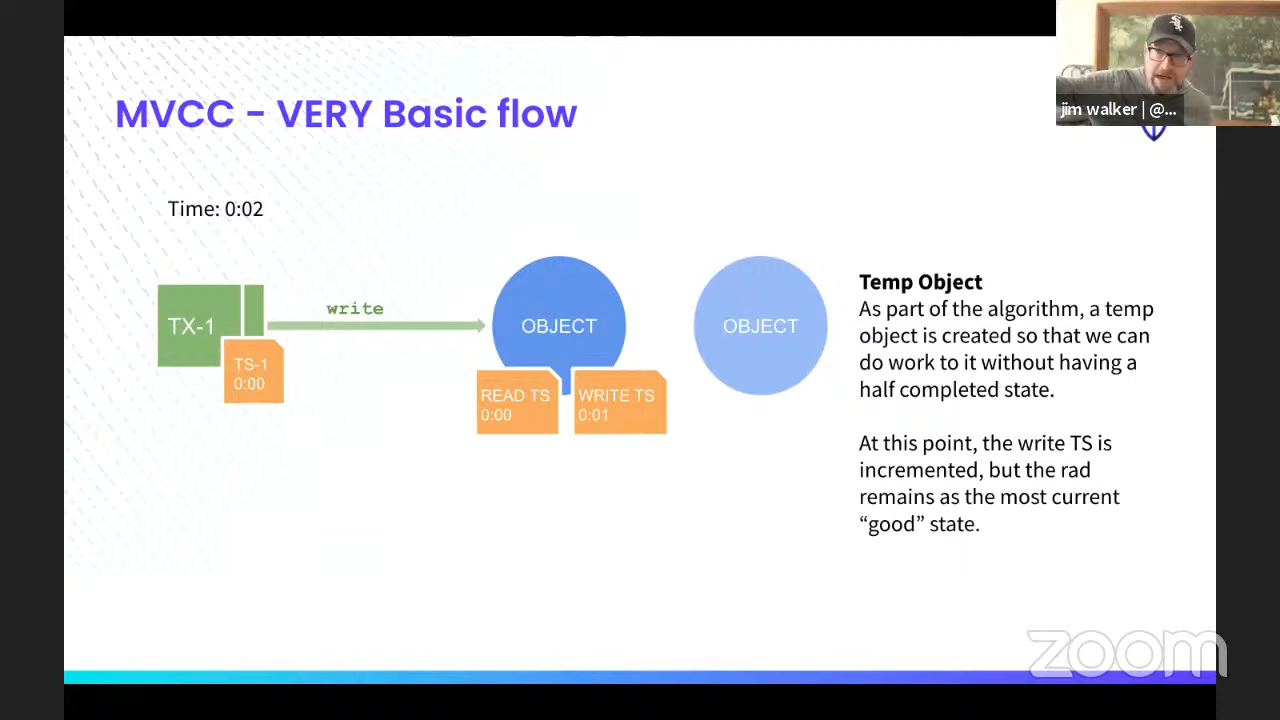 jim walker | @...
MVCC - VERY Basic flow
Time: 0:02
write
TX-1
TS-1
0:00
OBJECT
READ TS
0:00
WRITE TS
0:01
OBJECT
Temp Object
As part of the algorithm, a temp
object is created so that we can
do work to it without having a
half completed state.
At this point, the write TS is
incremented, but the rad
remains as the most current
“good” state.
zoom